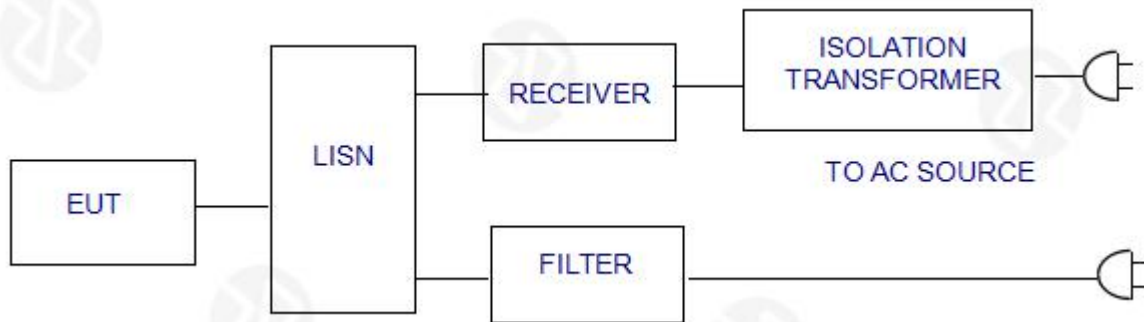 ISOLATION
TRANSFORMER
RECEIVER
LISN
TO AC SOURCE
EUT
FILTER